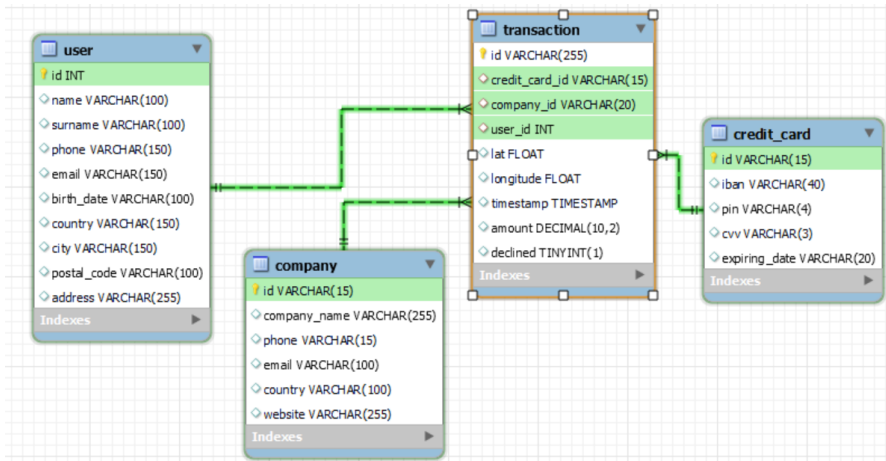 user
id INT
name VARCHAR(100)
surname VARCHAR(100)
phone VARCHAR(150)
email VARCHAR(150)
birth_date VARCHAR(100)
country VARCHAR(150)
city VARCHAR(150)
postal_code VARCHAR(100)
address VARCHAR(255)
Indexes
company
id VARCHAR(15)
company_name VARCHAR(255)
phone VARCHAR(15)
email VARCHAR(100)
country VARCHAR(100)
website VARCHAR(255)
Indexes
transaction
id VARCHAR(255)
credit_card_id VARCHAR(15)
company_id VARCHAR(20)
user_id INT
lat FLOAT
longitude FLOAT
timestamp TIMESTAMP
amount DECIMAL(10,2)
declined TINYINT(1)
Indexes
credit_card
id VARCHAR(15)
iban VARCHAR(40)
pin VARCHAR(4)
cvv VARCHAR(3)
expiring_date VARCHAR(20)
Indexes